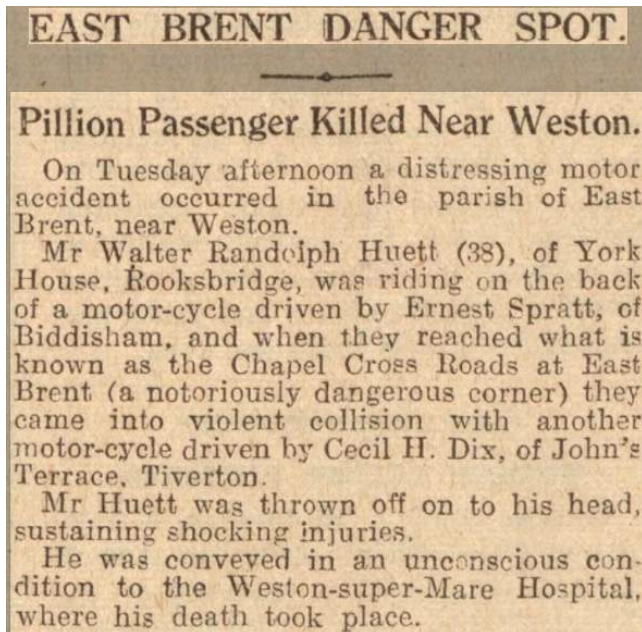 EAST BRENT DANGER SPOT.
Pillion Passenger Killed Near Weston.
On Tuesday afternoon a distressing motor
accident occurred in the parish of East
Brent, near Weston.
Mr Walter Randolph Huett (38), of York
House, Rooksbridge, was riding on the back
of a motor-cycle driven by Ernest Spratt, of
Biddisham, and when they reached what is
known as the Chapel Cross Roads at East
Brent (a notoriously dangerous corner) they
came into violent collision with another
motor-cycle driven by Cecil H. Dix, of John's
Terrace, Tiverton.
Mr Huett was thrown off on to his head,
sustaining shocking injuries.
He was conveyed in an unconscious con-
dition to the Weston-super-Mare Hospital,
where his death took place.